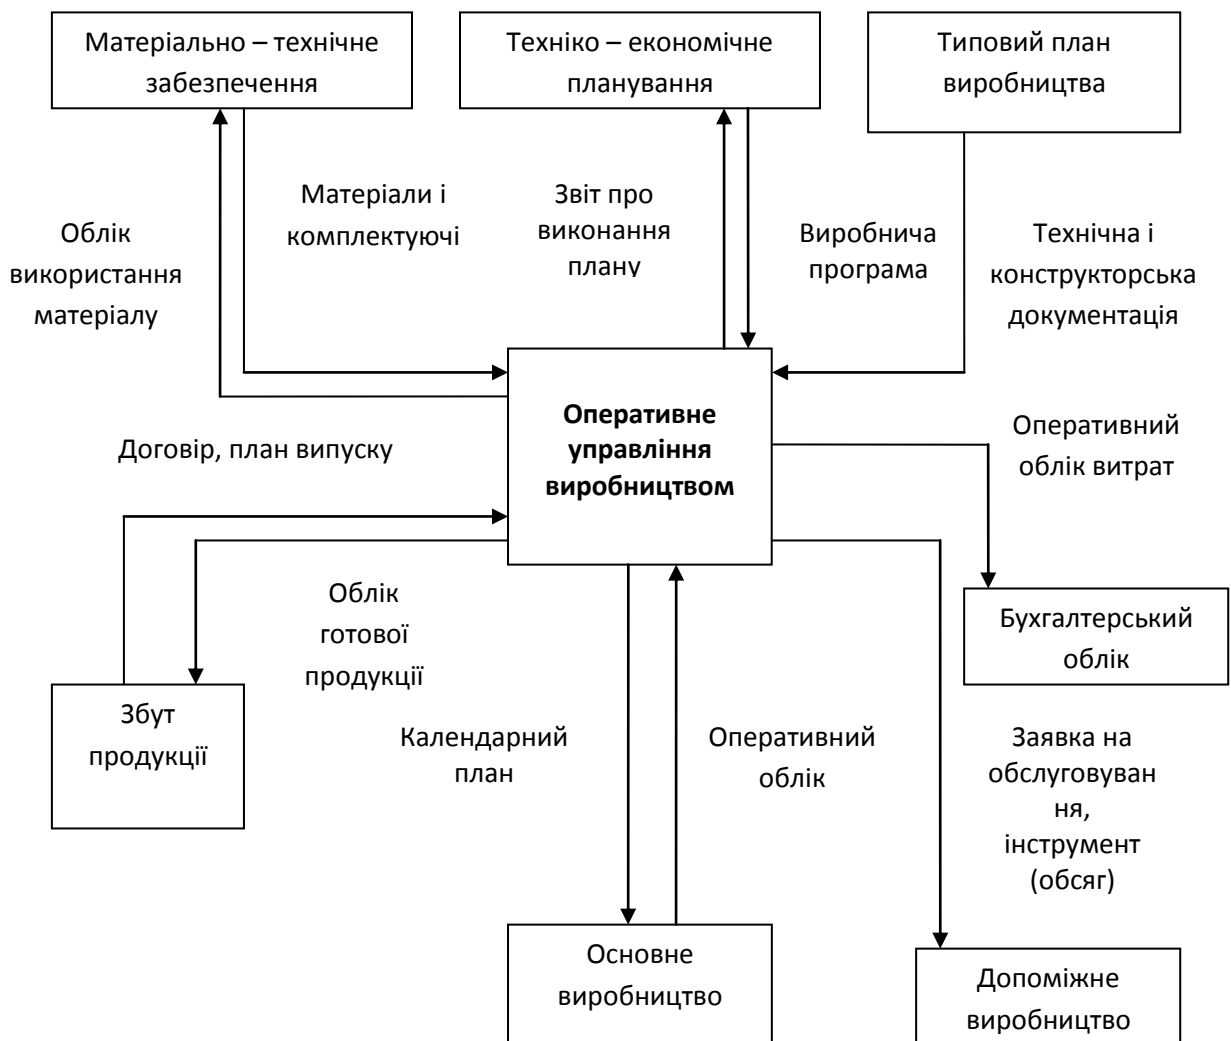 Матеріально – технічне
забезпечення
Техніко – економічне
планування
Типовий план
виробництва
Облік
використання
матеріалу
Матеріали і
комплектуючі
Звіт про
виконання
плану
Виробнича
програма
Технічна і
конструкторська
документація
Оперативне
управління
виробництвом
Договір, план випуску
Оперативний
облік витрат
Облік
готової
продукції
Бухгалтерський
облік
Збут
продукції
Календарний
план
Оперативний
облік
Заявка на
обслуговуван
ня,
інструмент
(обсяг)
Основне
виробництво
Допоміжне
виробництво